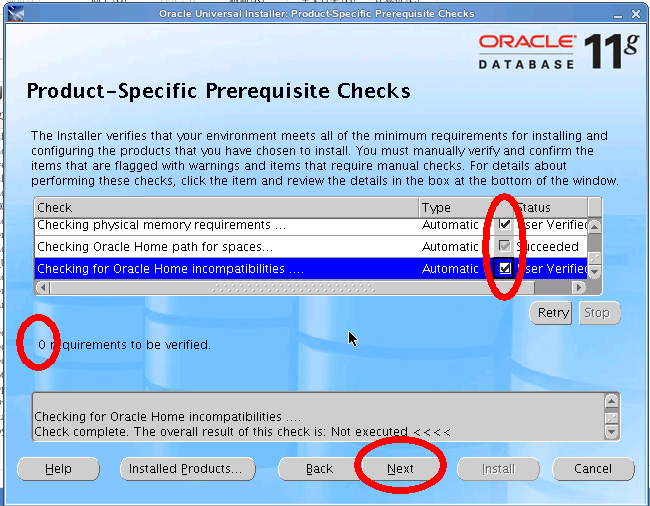 Oracle Universal Installer: Product-Specific Prerequisite Checks
ORACLE
DATABASE 11g
Product-Specific Prerequisite Checks
The Installer verifies that your environment meets all of the minimum requirements for installing and
configuring the products that you have chosen to install. You must manually verify and confirm the
items that are flagged with warnings and items that require manual checks. For details about
performing these checks, click the item and review the details in the box at the bottom of the window.
Check Type Status
Checking physical memory requirements ... Automatic User Verified
Checking Oracle Home path for spaces... Automatic Succeeded
Checking for Oracle Home incompatibilities .... Automatic User Verified
Retry Stop
0 requirements to be verified.
Checking for Oracle Home incompatibilities ....
Check complete. The overall result of this check is: Not executed <<<<
Help Installed Products... Back Next Install Cancel